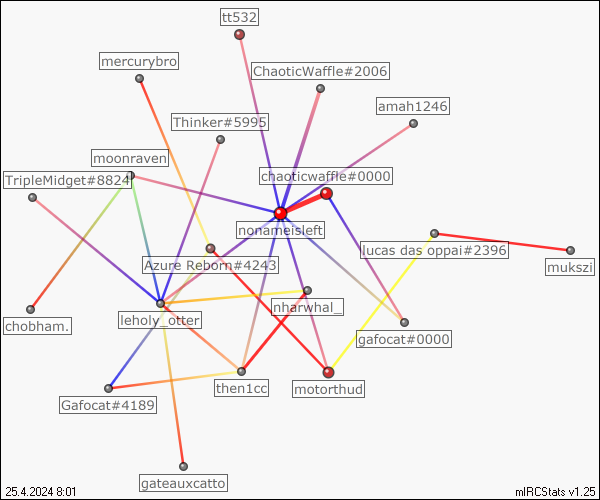 tt532
mercurybro
ChaoticWaffle#2006
amah1246
Thinker#5995
moonraven
chaoticwaffle#0000
TripleMidget#8824
nonameisleft
lucas das oppai#2396
Azure Reborn#4243
mukszi
nharwhal_
chobham.
leholy_otter
gafocat#0000
then1cc
motorthud
Gafocat#4189
gateauxcatto
25.4.2024 8:01
mIRCStats v1.25